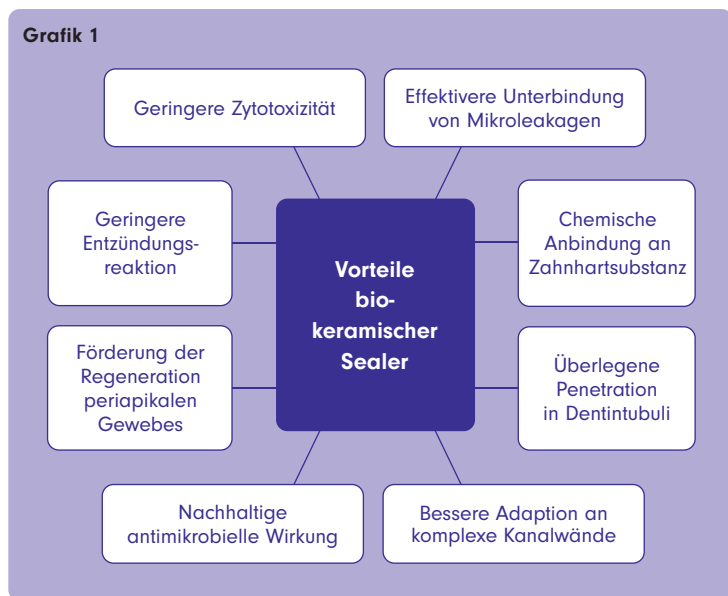 Grafik 1
Geringere Zytotoxizität
Effektivere Unterbindung
von Mikroleakagen
Geringere
Entzündungs-
reaktion
Vorteile
bio-
keramischer
Sealer
Chemische
Anbindung an
Zahnhartsubstanz
Förderung der
Regeneration
periapikalen
Gewebes
Überlegene
Penetration
in Dentintubuli
Nachhaltige
antimikrobielle Wirkung
Bessere Adaption an
komplexe Kanalwände